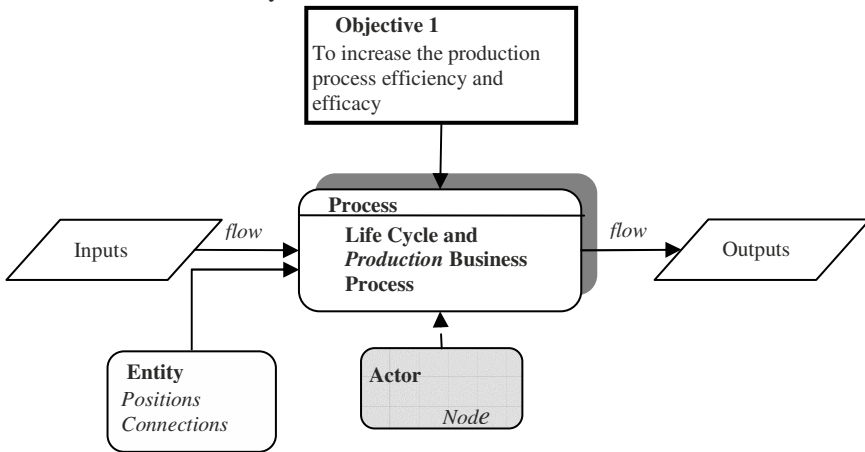 Objective 1
To increase the production
process efficiency and
efficacy
Process
Life Cycle and
Production Business
Process
Inputs
flow
flow
Outputs
Entity
Positions
Connections
Actor
Node